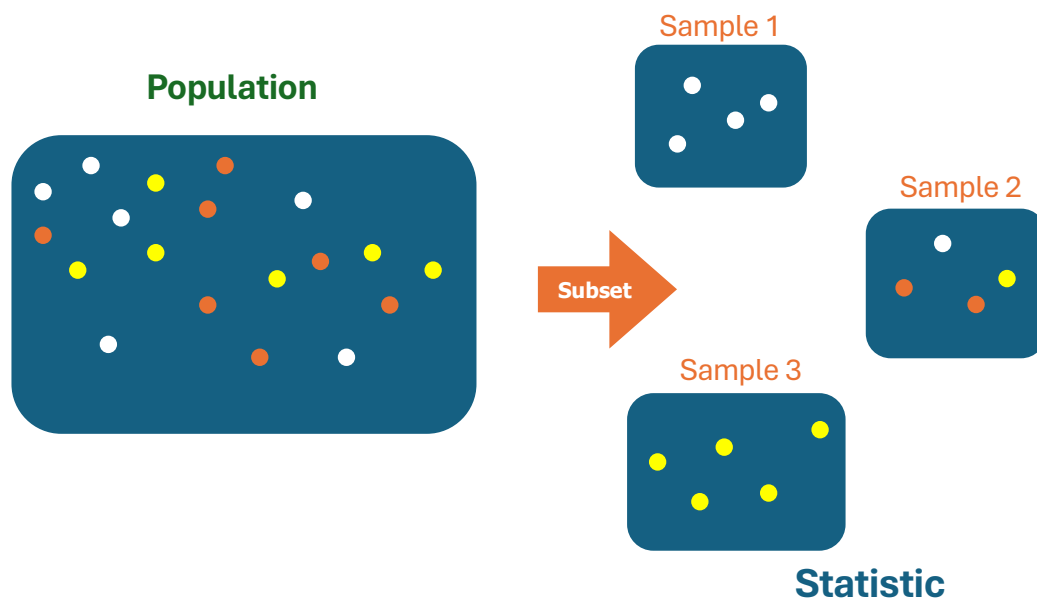 Population
Subset
Sample 1
Sample 2
Sample 3
Statistic